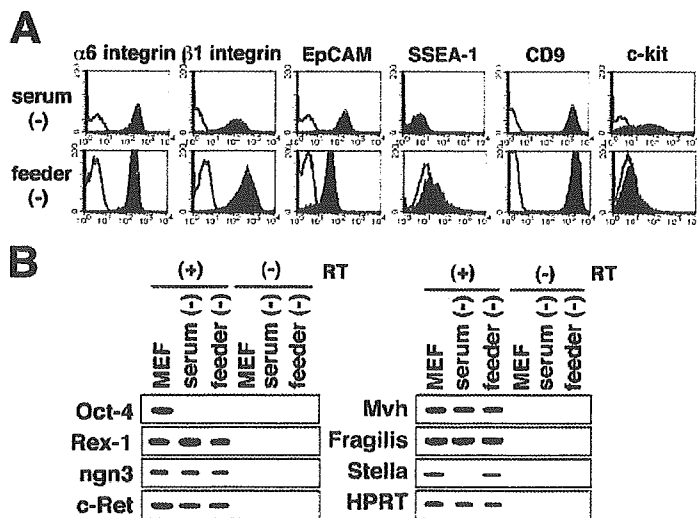 A
α6 integrin β1 integrin EpCAM SSEA-1 CD9 c-kit
serum (-)
feeder (-)
B
(+) (-) RT
MEF serum (-) feeder (-) MEF serum (-) feeder (-)
Oct-4
Rex-1
ngn3
c-Ret
(+) (-) RT
MEF serum (-) feeder (-) MEF serum (-) feeder (-)
Mvh
Fragilis
Stella
HPRT